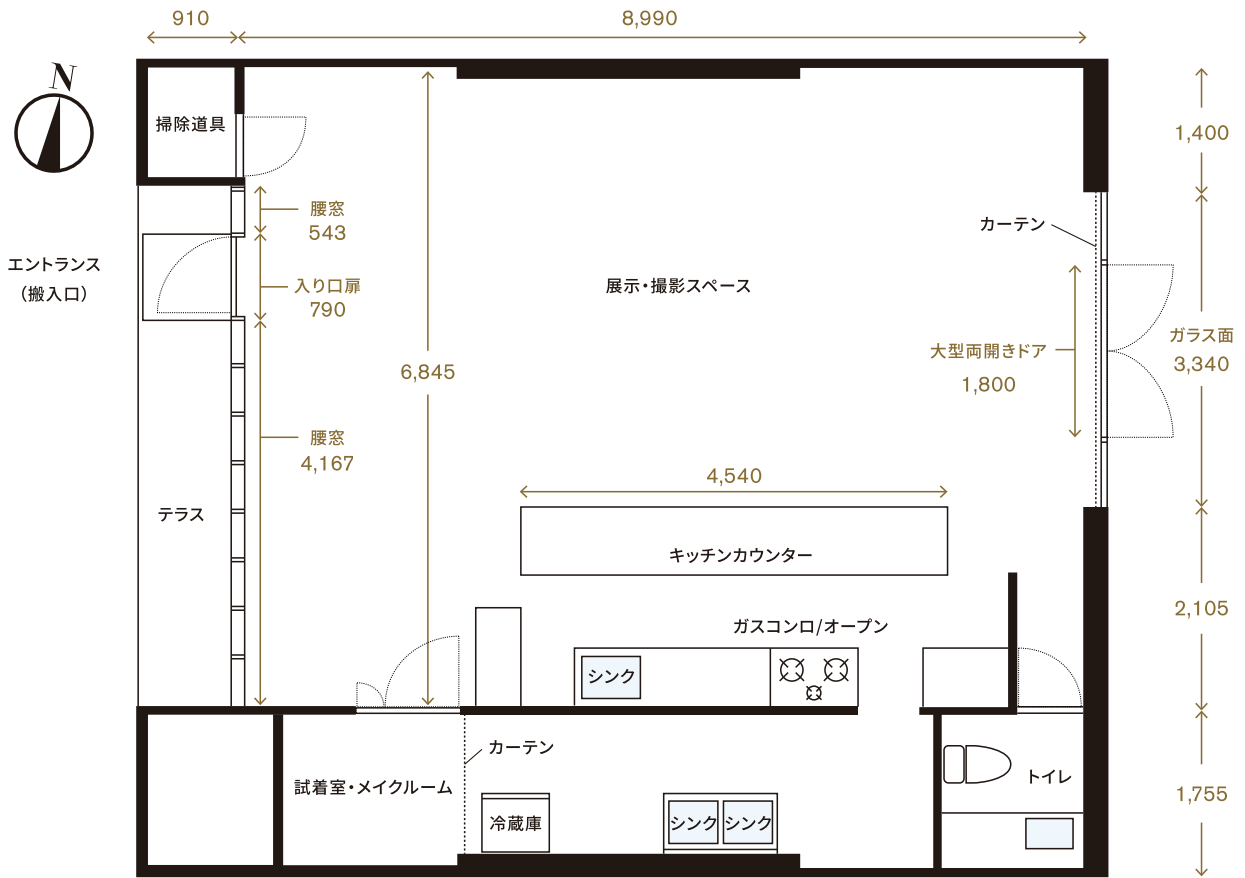 910
8,990
N
掃除道具
1,400
腰窓
543
カーテン
エントランス
（搬入口）
入り口扉
790
展示・撮影スペース
ガラス面
3,340
大型両開きドア
1,800
6,845
腰窓
4,167
4,540
テラス
キッチンカウンター
2,105
ガスコンロ/オープン
シンク
カーテン
試着室・メイクルーム
トイレ
1,755
冷蔵庫
シンク
シンク